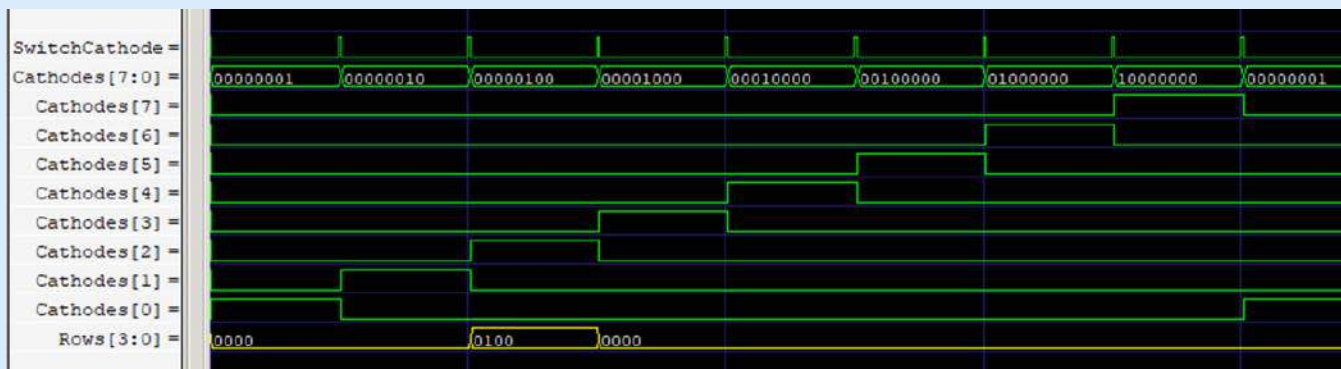 SwitchCathode =
Cathodes[7:0] = 00000001 00000010 00000100 00001000 00010000 00100000 01000000 10000000 00000001
Cathodes[7] =
Cathodes[6] =
Cathodes[5] =
Cathodes[4] =
Cathodes[3] =
Cathodes[2] =
Cathodes[1] =
Cathodes[0] =
Rows[3:0] = 0000 0100 0000